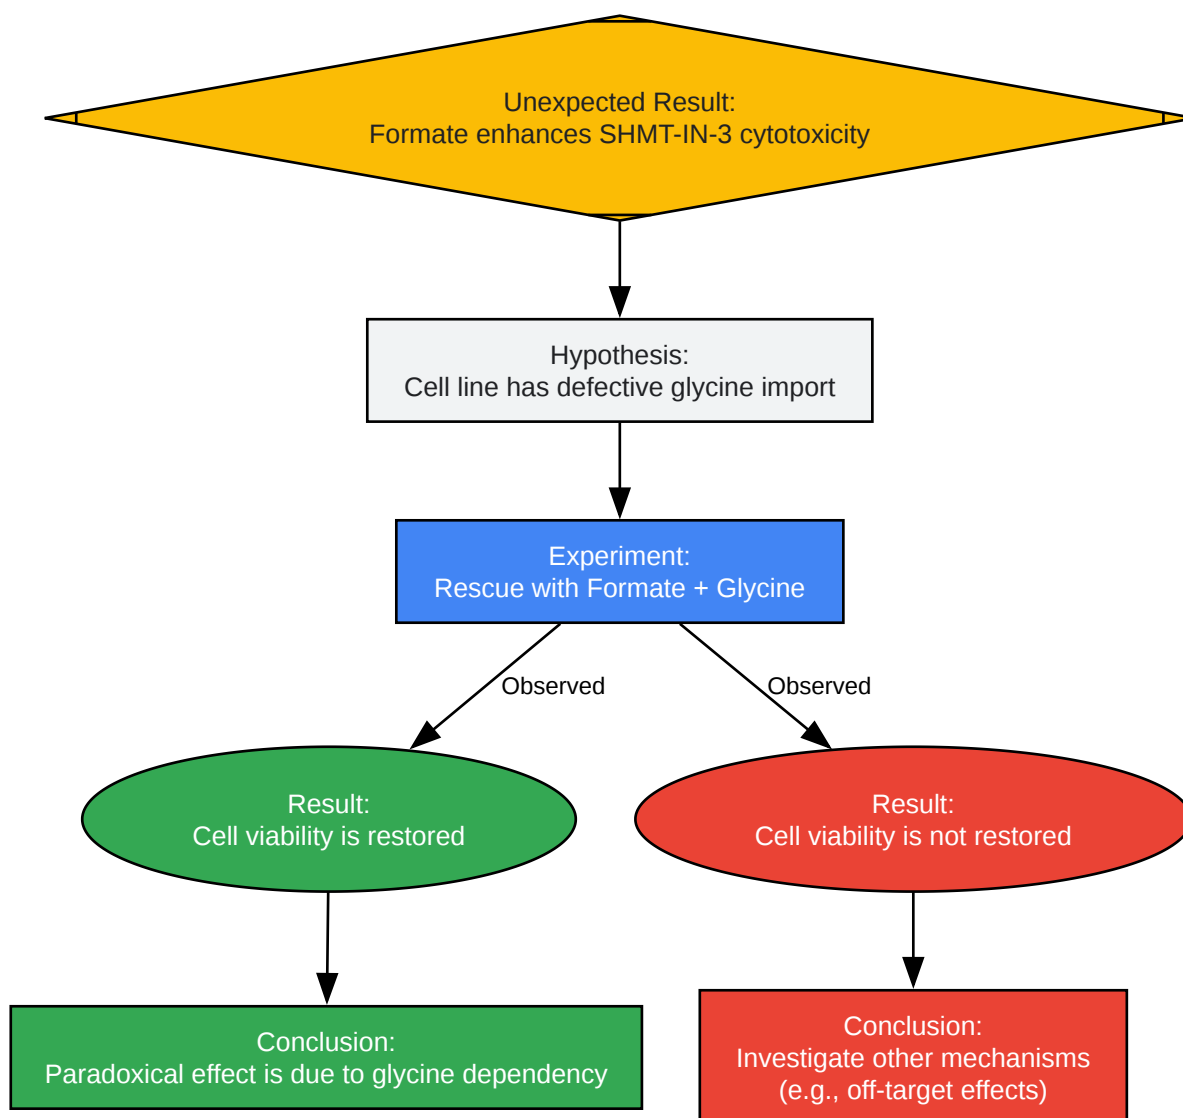 Unexpected Result:
Formate enhances SHMT-IN-3 cytotoxicity
Hypothesis:
Cell line has defective glycine import
Experiment:
Rescue with Formate + Glycine
Observed
Observed
Result:
Cell viability is restored
Result:
Cell viability is not restored
Conclusion:
Paradoxical effect is due to glycine dependency
Conclusion:
Investigate other mechanisms
(e.g., off-target effects)